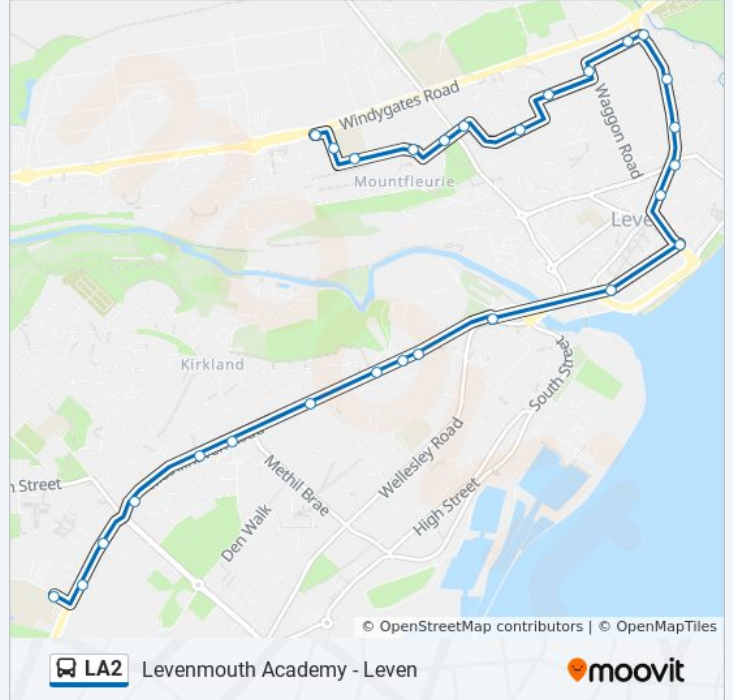 Windygates Road
Waggon Road
Mountfleurie
Leve
Kirkland
South Street
Wellesley Road
Street
Methil Brae
High Street
Den Walk
© OpenStreetMap contributors | © OpenMapTiles
LA2 Levenmouth Academy - Leven
moovit